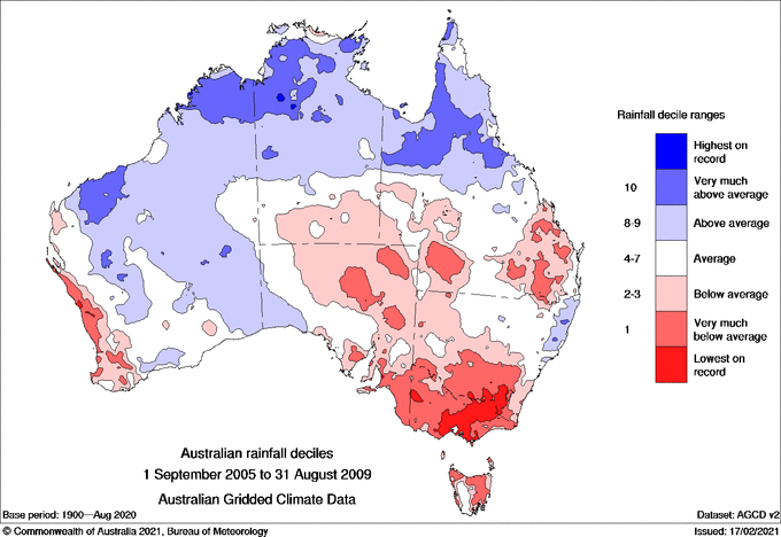 Rainfall decile ranges
Highest on
record
10
Very much
above average
8-9
Above average
4-7
Average
2-3
Below average
1
Very much
below average
Lowest on
record
Australian rainfall deciles
1 September 2005 to 31 August 2009
Australian Gridded Climate Data
Base period: 1900—Aug 2020
Dataset: AGCD v2
© Commonwealth of Australia 2021, Bureau of Meteorology
Issued: 17/02/2021